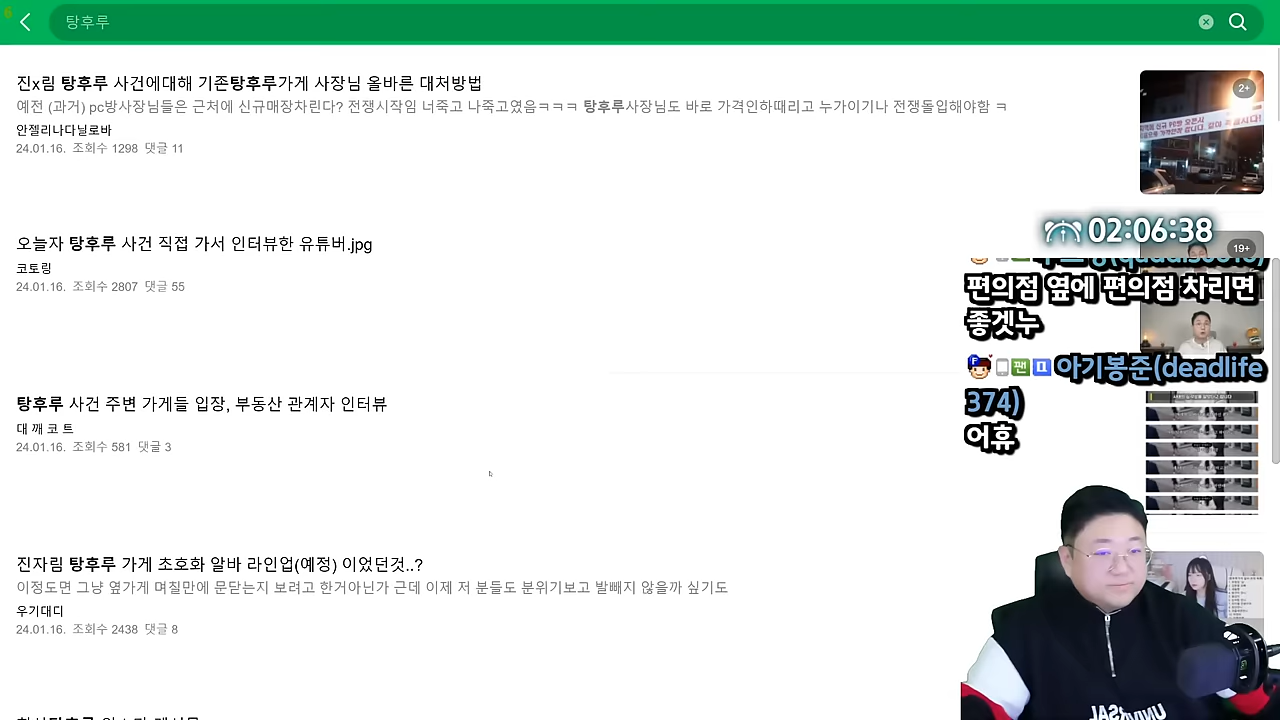 탕후루
진x림 탕후루 사건에대해 기존탕후루가게 사장님 올바른 대처방법
예전 (과거) pc방사장님들은 근처에 신규매장차린다? 전쟁시작임 너죽고 나죽고였음ㅋㅋㅋ 탕후루사장님도 바로 가격인하때리고 누가이기나 전쟁돌입해야함 ㅋ
안젤리나다닐로바
24.01.16. 조회수 1298 댓글 11
2+
오늘자 탕후루 사건 직접 가서 인터뷰한 유튜버.jpg
코토링
24.01.16. 조회수 2807 댓글 55
02:06:38
19+
편의점 옆에 편의점 차리면
좋겟누
팬
아기봉준(deadlife
374)
어휴
탕후루 사건 주변 가게들 입장, 부동산 관계자 인터뷰
대 깨 코 트
24.01.16. 조회수 581 댓글 3
진자림 탕후루 가게 초호화 알바 라인업(예정) 이었던것..?
이정도면 그냥 옆가게 며칠만에 문닫는지 보려고 한거아닌가 근데 이제 저 분들도 분위기보고 발빼지 않을까 싶기도
우기대디
24.01.16. 조회수 2438 댓글 8